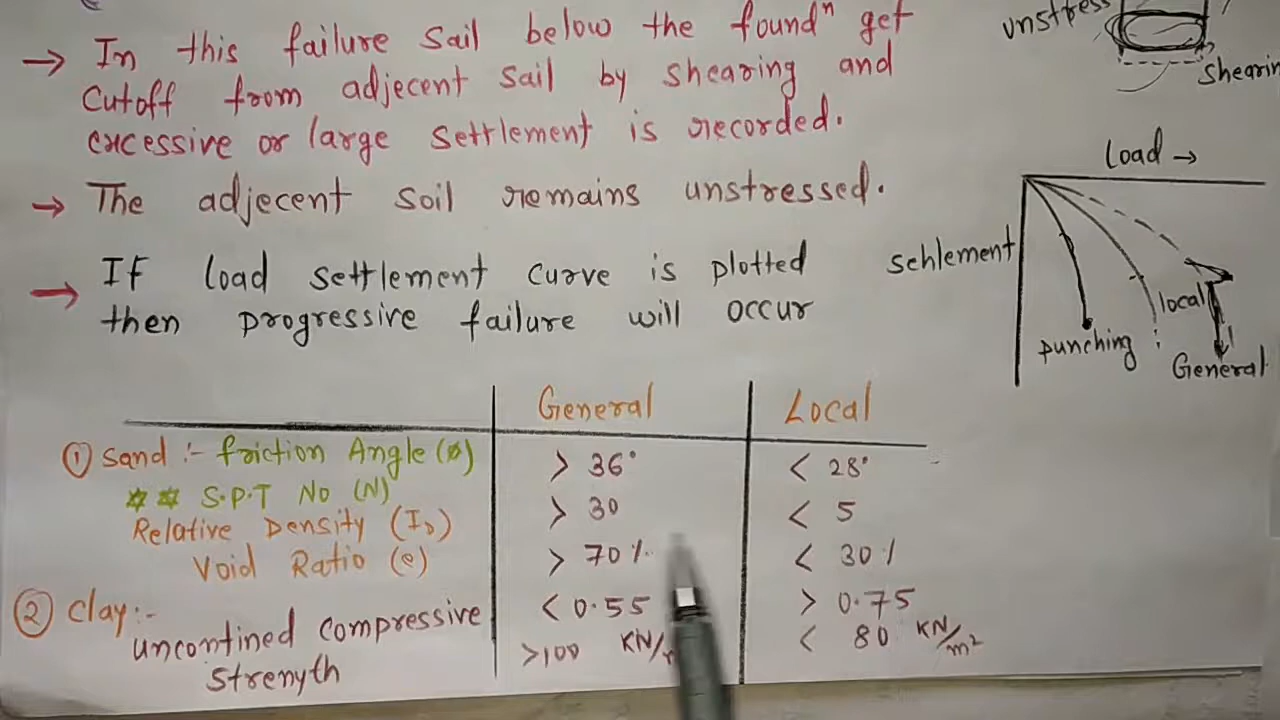 → In this failure sail below the foundⁿ get
cutoff from adjecent sail by shearing and
excessive or large settlement is recorded.
→ The adjecent soil remains unstressed.
→ If load settlement curve is plotted
then progressive failure will occur
unstress
shearin
Load →
schlement
punching
local
General
General Local
① Sand :- friction Angle (ø) > 36° < 28°
** S.P.T No (N) > 30 < 5
Relative Density (I_D) > 70% < 30%
Void Ratio (e) < 0.55 > 0.75
② Clay:-
uncontined compressive
strenyth >100 KN/ < 80 KN/m²